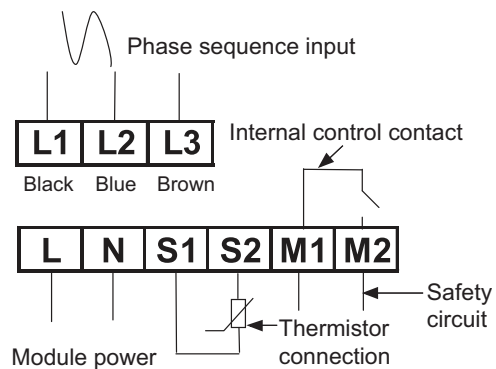 Phase sequence input
L1 L2 L3
Internal control contact
Black Blue Brown
L N S1 S2 M1 M2
Safety
circuit
Thermistor
connection
Module power